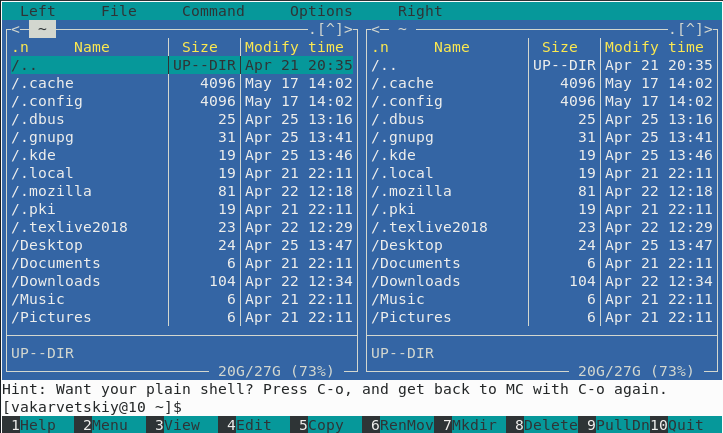 Left File Command Options Right
<─ ~ ─.[^]> <─ ~ ─.[^]>
.n Name Size Modify time .n Name Size Modify time
/.. UP--DIR Apr 21 20:35 /.. UP--DIR Apr 21 20:35
/.cache 4096 May 17 14:02 /.cache 4096 May 17 14:02
/.config 4096 May 17 14:02 /.config 4096 May 17 14:02
/.dbus 25 Apr 25 13:16 /.dbus 25 Apr 25 13:16
/.gnupg 31 Apr 25 13:41 /.gnupg 31 Apr 25 13:41
/.kde 19 Apr 25 13:46 /.kde 19 Apr 25 13:46
/.local 19 Apr 21 22:11 /.local 19 Apr 21 22:11
/.mozilla 81 Apr 22 12:18 /.mozilla 81 Apr 22 12:18
/.pki 19 Apr 21 22:11 /.pki 19 Apr 21 22:11
/.texlive2018 23 Apr 22 12:29 /.texlive2018 23 Apr 22 12:29
/Desktop 24 Apr 25 13:47 /Desktop 24 Apr 25 13:47
/Documents 6 Apr 21 22:11 /Documents 6 Apr 21 22:11
/Downloads 104 Apr 22 12:34 /Downloads 104 Apr 22 12:34
/Music 6 Apr 21 22:11 /Music 6 Apr 21 22:11
/Pictures 6 Apr 21 22:11 /Pictures 6 Apr 21 22:11
UP--DIR UP--DIR
20G/27G (73%) 20G/27G (73%)
Hint: Want your plain shell? Press C-o, and get back to MC with C-o again.
[vakarvetskiy@10 ~]$
1Help 2Menu 3View 4Edit 5Copy 6RenMov 7Mkdir 8Delete 9PullDn 10Quit